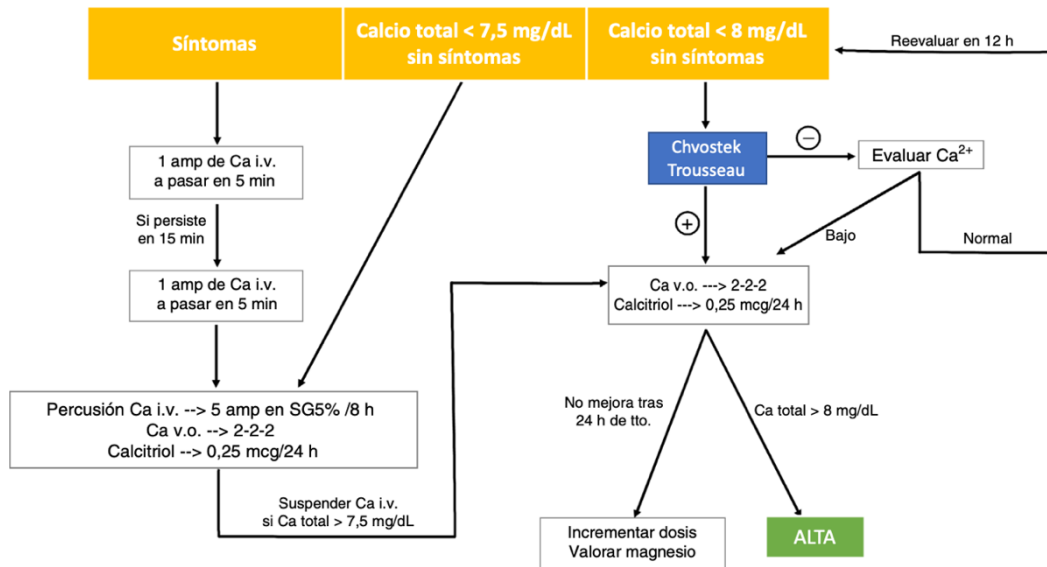 Síntomas
Calcio total < 7,5 mg/dL
sin síntomas
Calcio total < 8 mg/dL
sin síntomas
Reevaluar en 12 h
1 amp de Ca i.v.
a pasar en 5 min
Chvostek
Trousseau
−
Evaluar Ca²⁺
Si persiste
en 15 min
+
Bajo
Normal
1 amp de Ca i.v.
a pasar en 5 min
Ca v.o. ---> 2-2-2
Calcitriol ---> 0,25 mcg/24 h
Percusión Ca i.v. --> 5 amp en SG5% /8 h
Ca v.o. --> 2-2-2
Calcitriol --> 0,25 mcg/24 h
No mejora tras
24 h de tto.
Ca total > 8 mg/dL
Suspender Ca i.v.
si Ca total > 7,5 mg/dL
Incrementar dosis
Valorar magnesio
ALTA